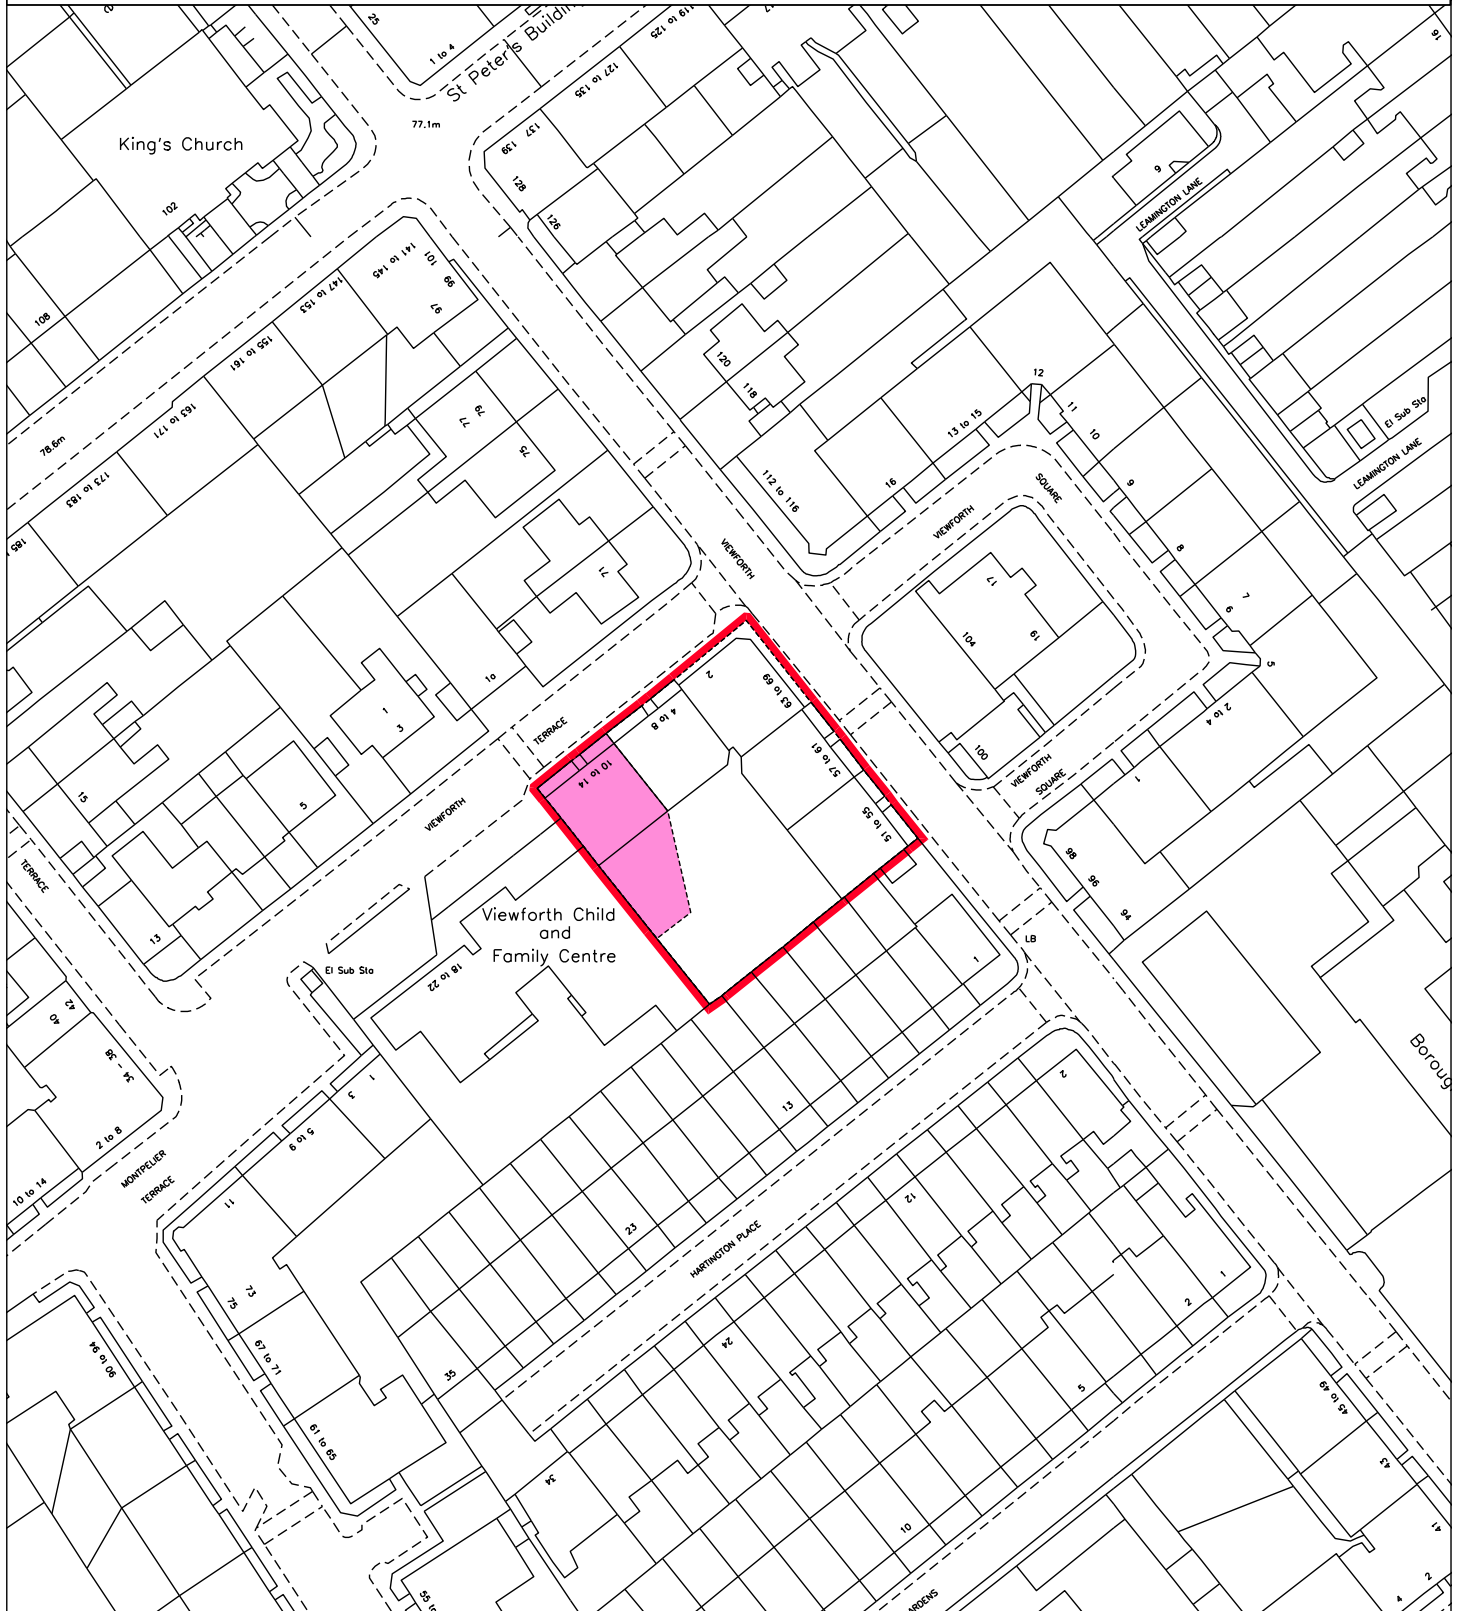 25
1 to 4
St Peter's Buildin
119 to 125
17
16
127 to 135
77.1m
King's Church
137
139
128
126
102
9
LEAMINGTON LANE
141 to 145
101
99
97
147 to 153
108
155 to 161
120
118
12
11
10
13 to 15
El Sub Sta
LEAMINGTON LANE
163 to 171
79
77
75
78.6m
173 to 183
112 to 116
16
SQUARE
VIEWFORTH
9
185
VIEWFORTH
8
71
17
7
6
104
19
5
1a
2
63 to 69
4 to 8
1
3
TERRACE
2 to 4
57 to 61
100
VIEWFORTH
SQUARE
1
10 to 14
15
5
VIEWFORTH
51 to 55
98
96
94
TERRACE
Viewforth Child
and
Family Centre
13
LB
1
El Sub Sta
18 to 22
42
40
38
34
Boroug
2
1
3
13
5 to 9
2 to 8
MONTPELIER
TERRACE
10 to 14
11
12
23
HARTINGTON PLACE
73
75
1
2
24
67 to 71
90 to 94
35
5
45 to 49
61 to 65
34
43
10
41
55 to
ARDENS
2
4